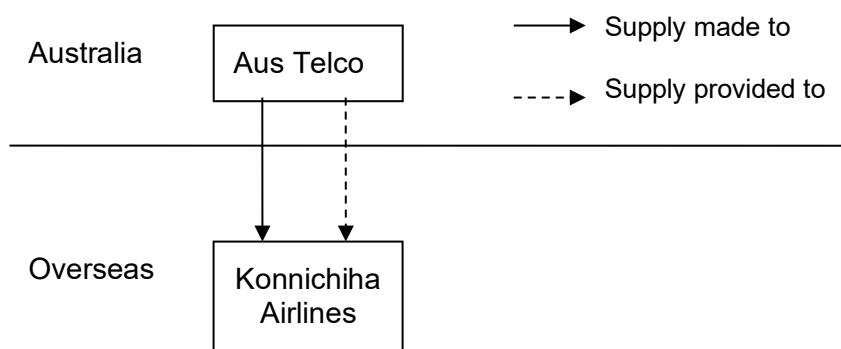 Australia
Aus Telco
Supply made to
Supply provided to
Overseas
Konnichiha
Airlines